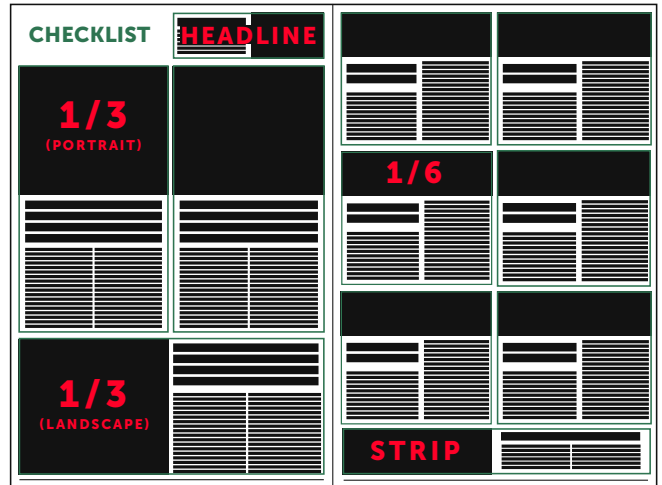 CHECKLIST
HEADLINE
1/3
(PORTRAIT)
1/3
(LANDSCAPE)
1/6
STRIP